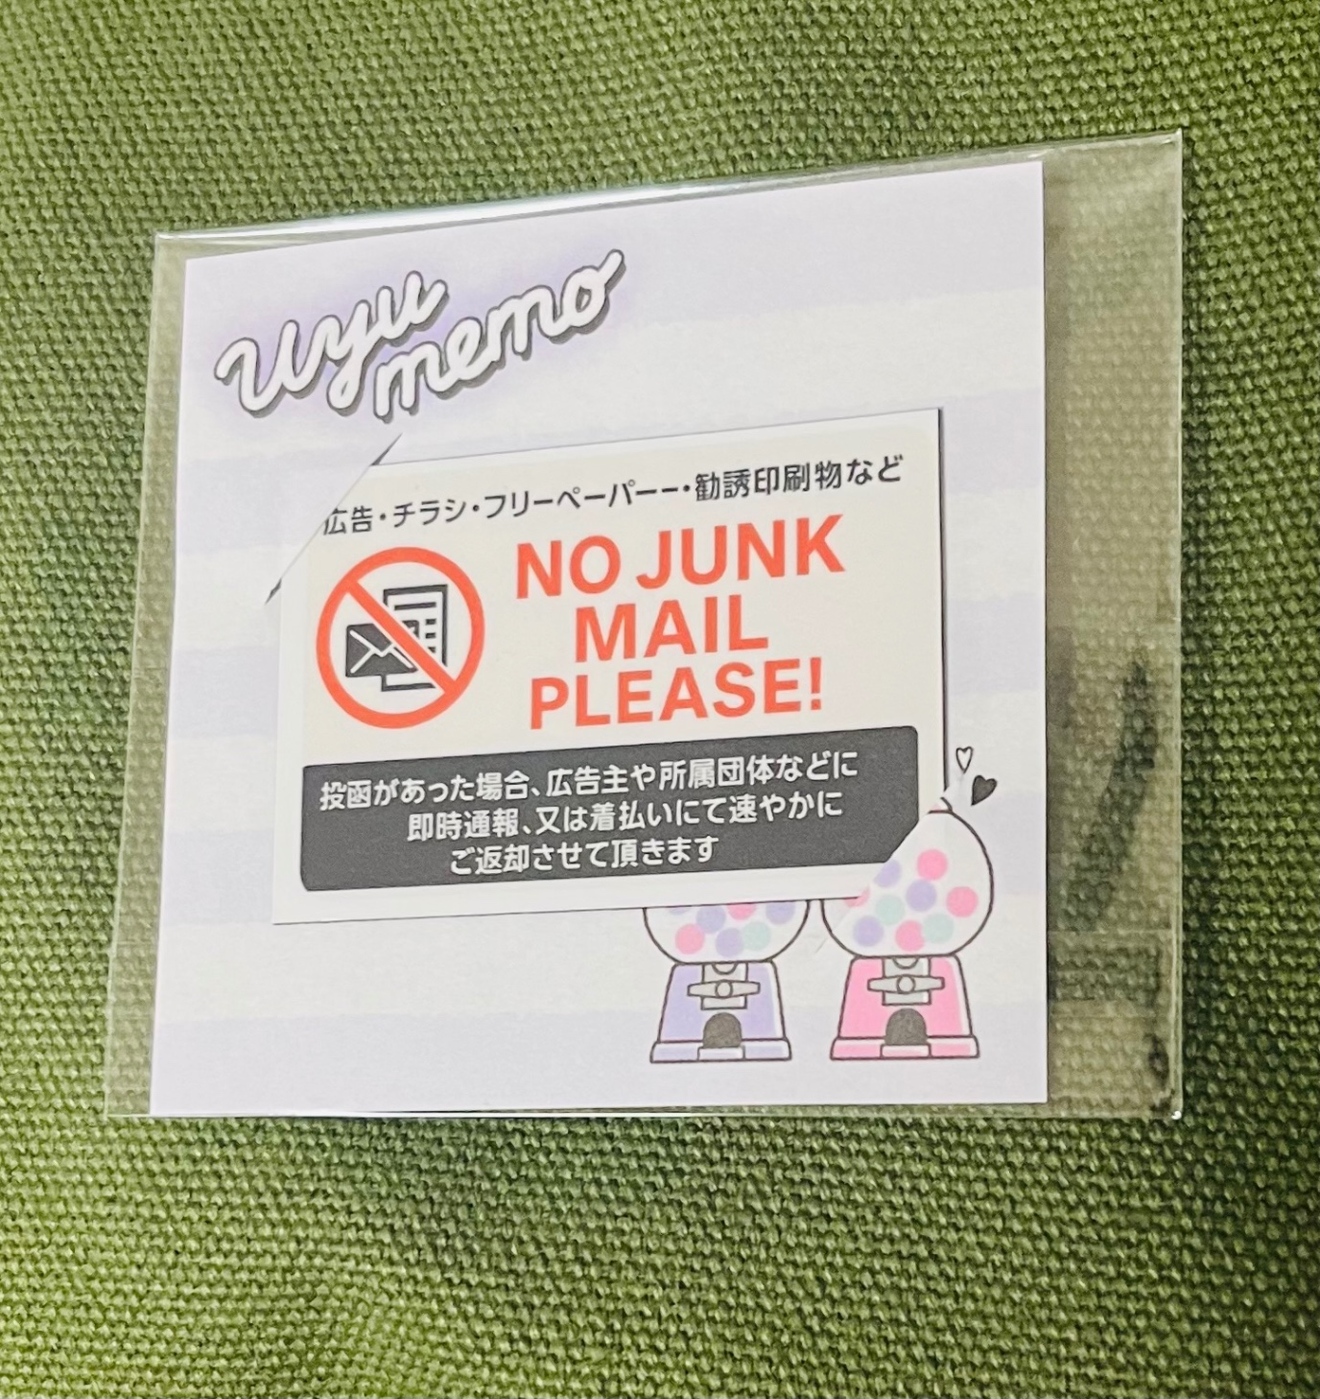 uyu
memo
広告・チラシ・フリーペーパー・勧誘印刷物など
NO JUNK
MAIL
PLEASE!
投函があった場合、広告主や所属団体などに
即時通報、又は着払いにて速やかに
ご返却させて頂きます